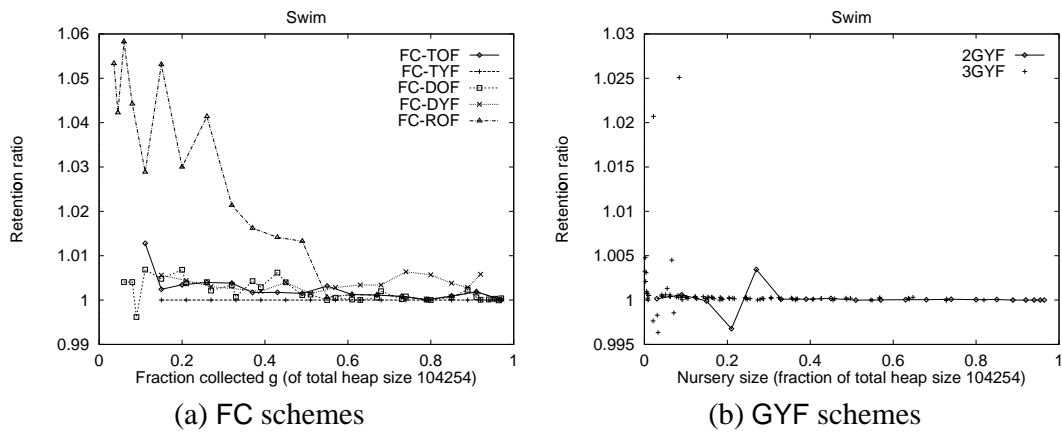 Swim
1.06
1.05
1.04
1.03
1.02
1.01
1
0.99
Retention ratio
FC-TOF
FC-TYF
FC-DOF
FC-DYF
FC-ROF
0 0.2 0.4 0.6 0.8 1
Fraction collected g (of total heap size 104254)
(a) FC schemes
Swim
1.03
1.025
1.02
1.015
1.01
1.005
1
0.995
Retention ratio
2GYF
3GYF
0 0.2 0.4 0.6 0.8 1
Nursery size (fraction of total heap size 104254)
(b) GYF schemes